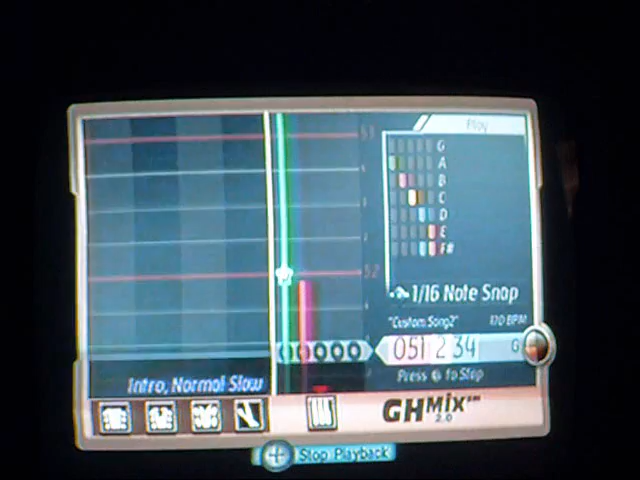 Play
G
A
B
C
D
E
F#
53
52
1/16 Note Snap
"Custom Song2"
170 BPM
051 2 34
G
Press to Stop
Intro, Normal Slow
GHMix
2.0
Stop Playback